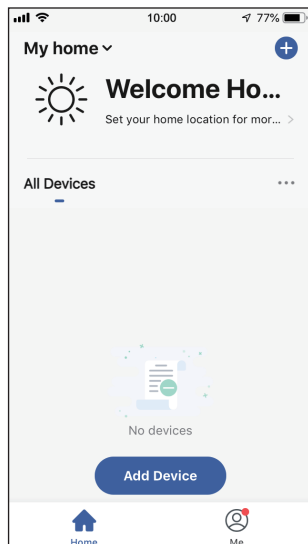 10:00 77%
My home
Welcome Ho...
Set your home location for mor...
All Devices
No devices
Add Device
Home Me